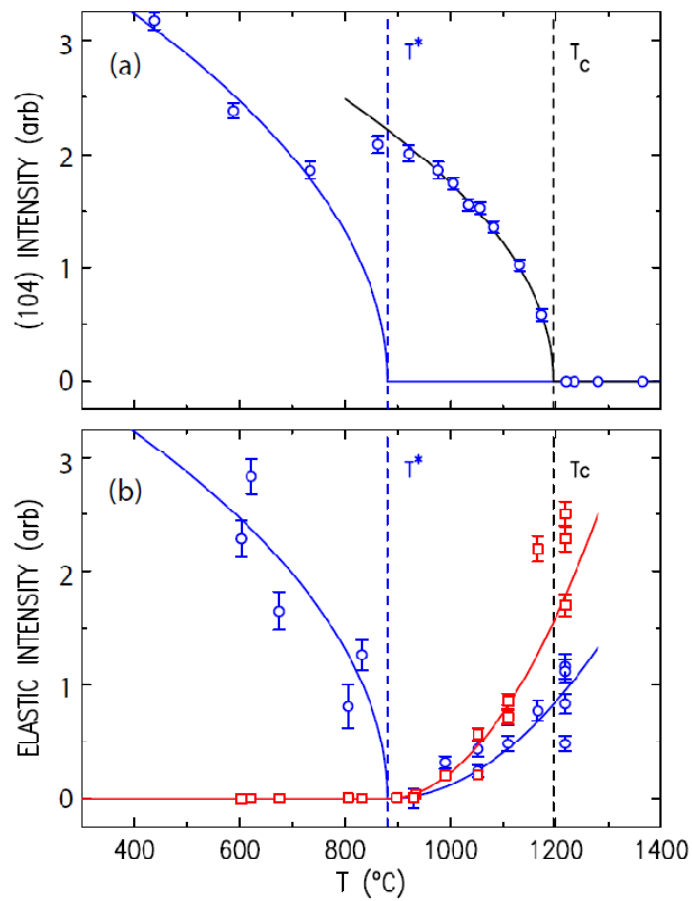 3
2
1
0
(104) INTENSITY (arb)
(a)
T*
Tc
3
2
1
0
ELASTIC INTENSITY (arb)
(b)
T*
Tc
400 600 800 1000 1200 1400
T (°C)